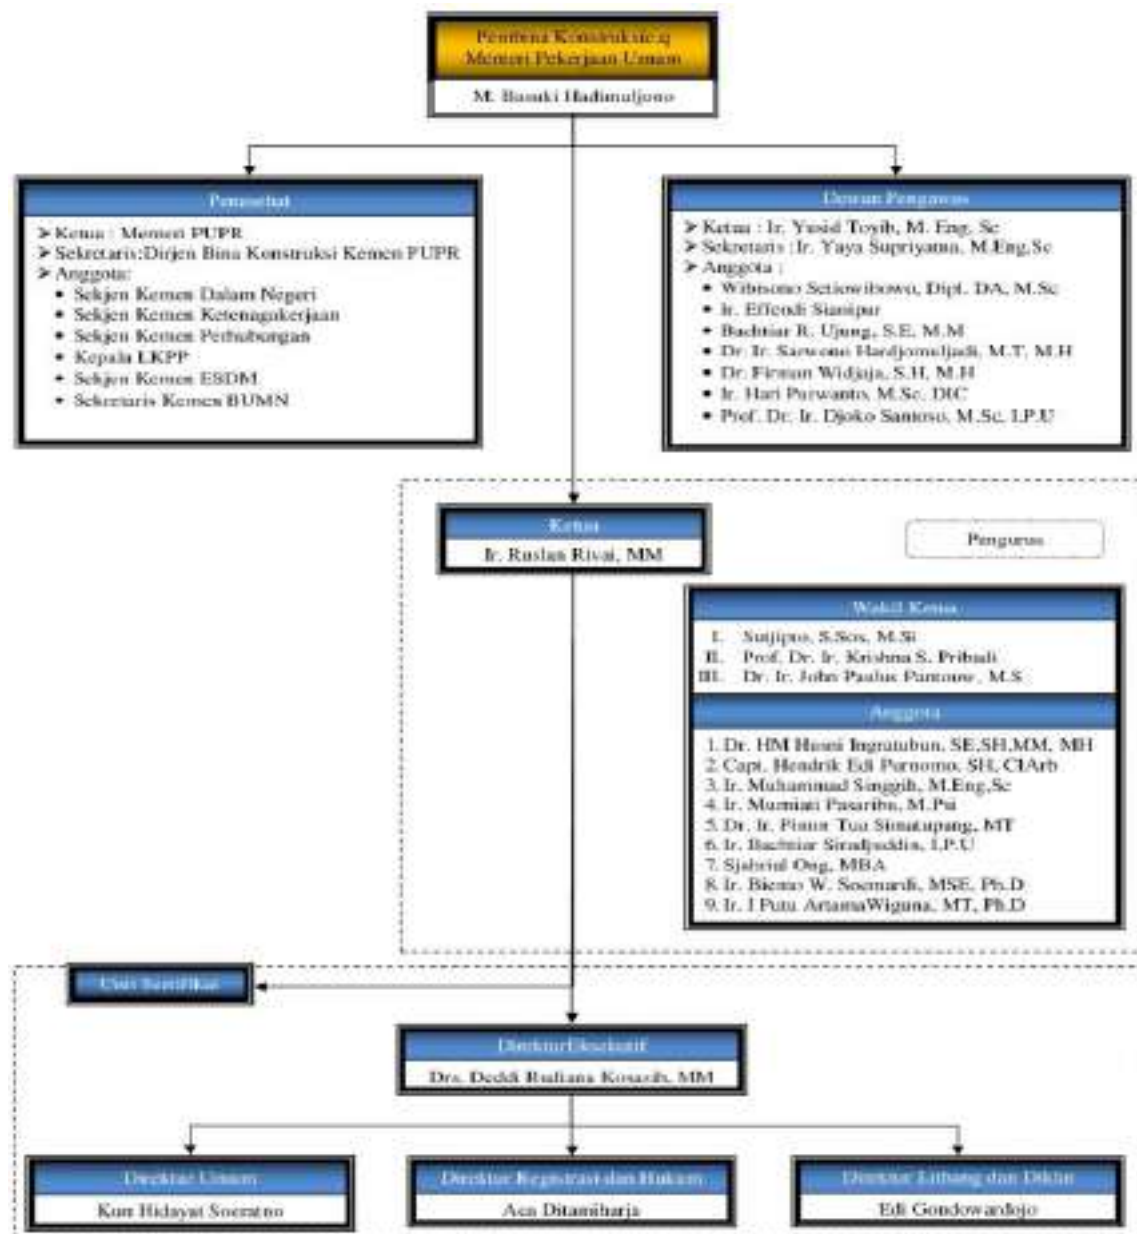 Pembina Konstruksi c.q
Menteri Pekerjaan Umum
M. Basuki Hadimuljono
Penasehat
➢ Ketua : Menteri PUPR
➢ Sekretaris:Dirjen Bina Konstruksi Kemen PUPR
➢ Anggota:
• Sekjen Kemen Dalam Negeri
• Sekjen Kemen Ketenagakerjaan
• Sekjen Kemen Perhubungan
• Kepala LKPP
• Sekjen Kemen ESDM
• Sekretaris Kemen BUMN
Dewan Pengawas
➢ Ketua : Ir. Yusid Toyib, M. Eng. Sc
➢ Sekretaris : Ir. Yaya Supriyatna, M.Eng,Sc
➢ Anggota :
• Wibisono Setiowibowo, Dipl. DA, M.Sc
• Ir. Effendi Sianipar
• Bachtiar R. Ujung, S.E, M.M
• Dr. Ir. Sarwono Hardjomuljadi, M.T, M.H
• Dr. Firman Widjaja, S.H, M.H
• Ir. Hari Purwanto, M.Sc, DIC
• Prof. Dr. Ir. Djoko Santoso, M.Sc, I.P.U
Ketua
Ir. Ruslan Rivai, MM
Pengurus
Wakil Ketua
I. Sutjipto, S.Sos, M.Si
II. Prof. Dr. Ir. Krishna S. Pribadi
III. Dr. Ir. John Paulus Pantouw, M.S
Anggota
1. Dr. HM Husni Ingratubun, SE,SH,MM, MH
2. Capt. Hendrik Edi Purnomo, SH, CIArb
3. Ir. Muhammad Singgih, M.Eng,Sc
4. Ir. Murniati Pasaribu, M.Psi
5. Dr. Ir. Pintor Tua Simatupang, MT
6. Ir. Bachtiar Siradjuddin, I.P.U
7. Sjahrial Ong, MBA
8. Ir. Biemo W. Soemardi, MSE, Ph.D
9. Ir. I Putu ArtamaWiguna, MT, Ph.D
Unit Sertifikasi
DirekturEksekutif
Drs. Deddi Rudiana Kosasih, MM
Direktur Umum
Kun Hidayat Soeratno
Direktur Registrasi dan Hukum
Aca Ditamiharja
Direktur Litbang dan Diklat
Edi Gondowardojo